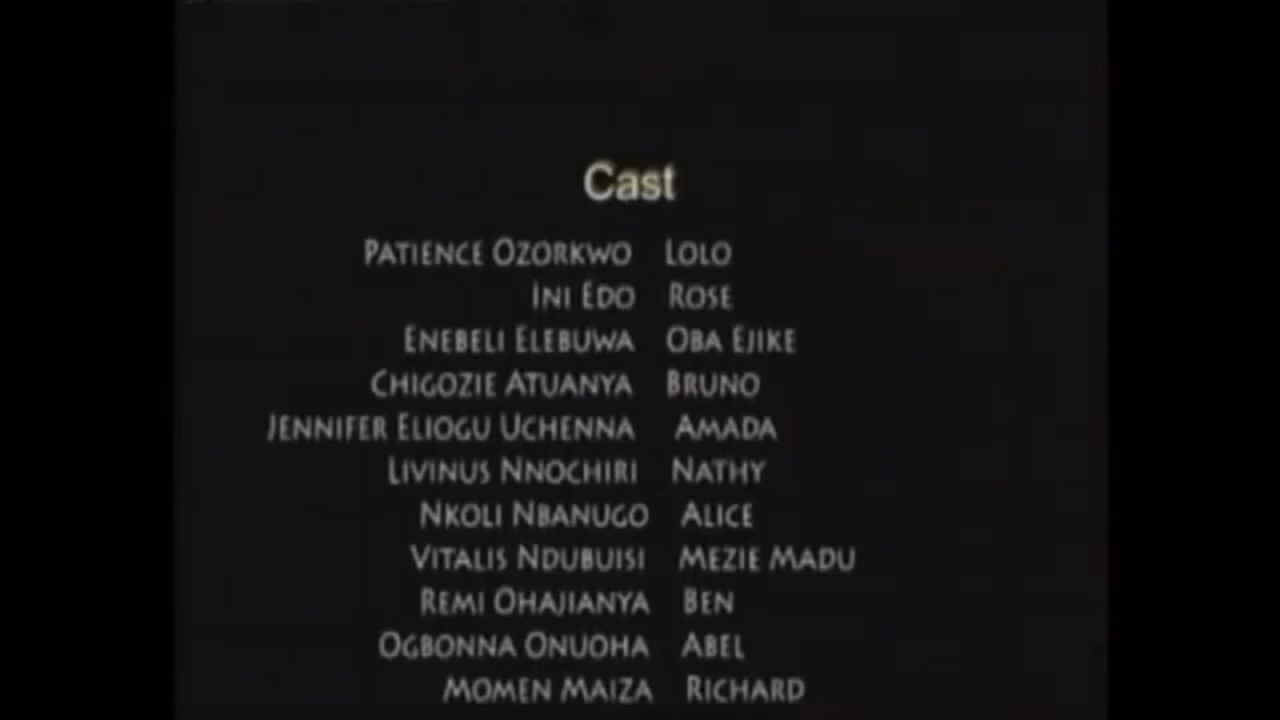 Cast
PATIENCE OZORKWO LOLO
INI EDO ROSE
ENEBELI ELEBUWA OBA EJIKE
CHIGOZIE ATUANYA BRUNO
JENNIFER ELIOGU UCHENNA AMADA
LIVINUS NNOCHIRI NATHY
NKOLI NBANUGO ALICE
VITALIS NDUBUISI MEZIE MADU
REMI OHAJIANYA BEN
OGBONNA ONUOHA ABEL
MOMEN MAIZA RICHARD